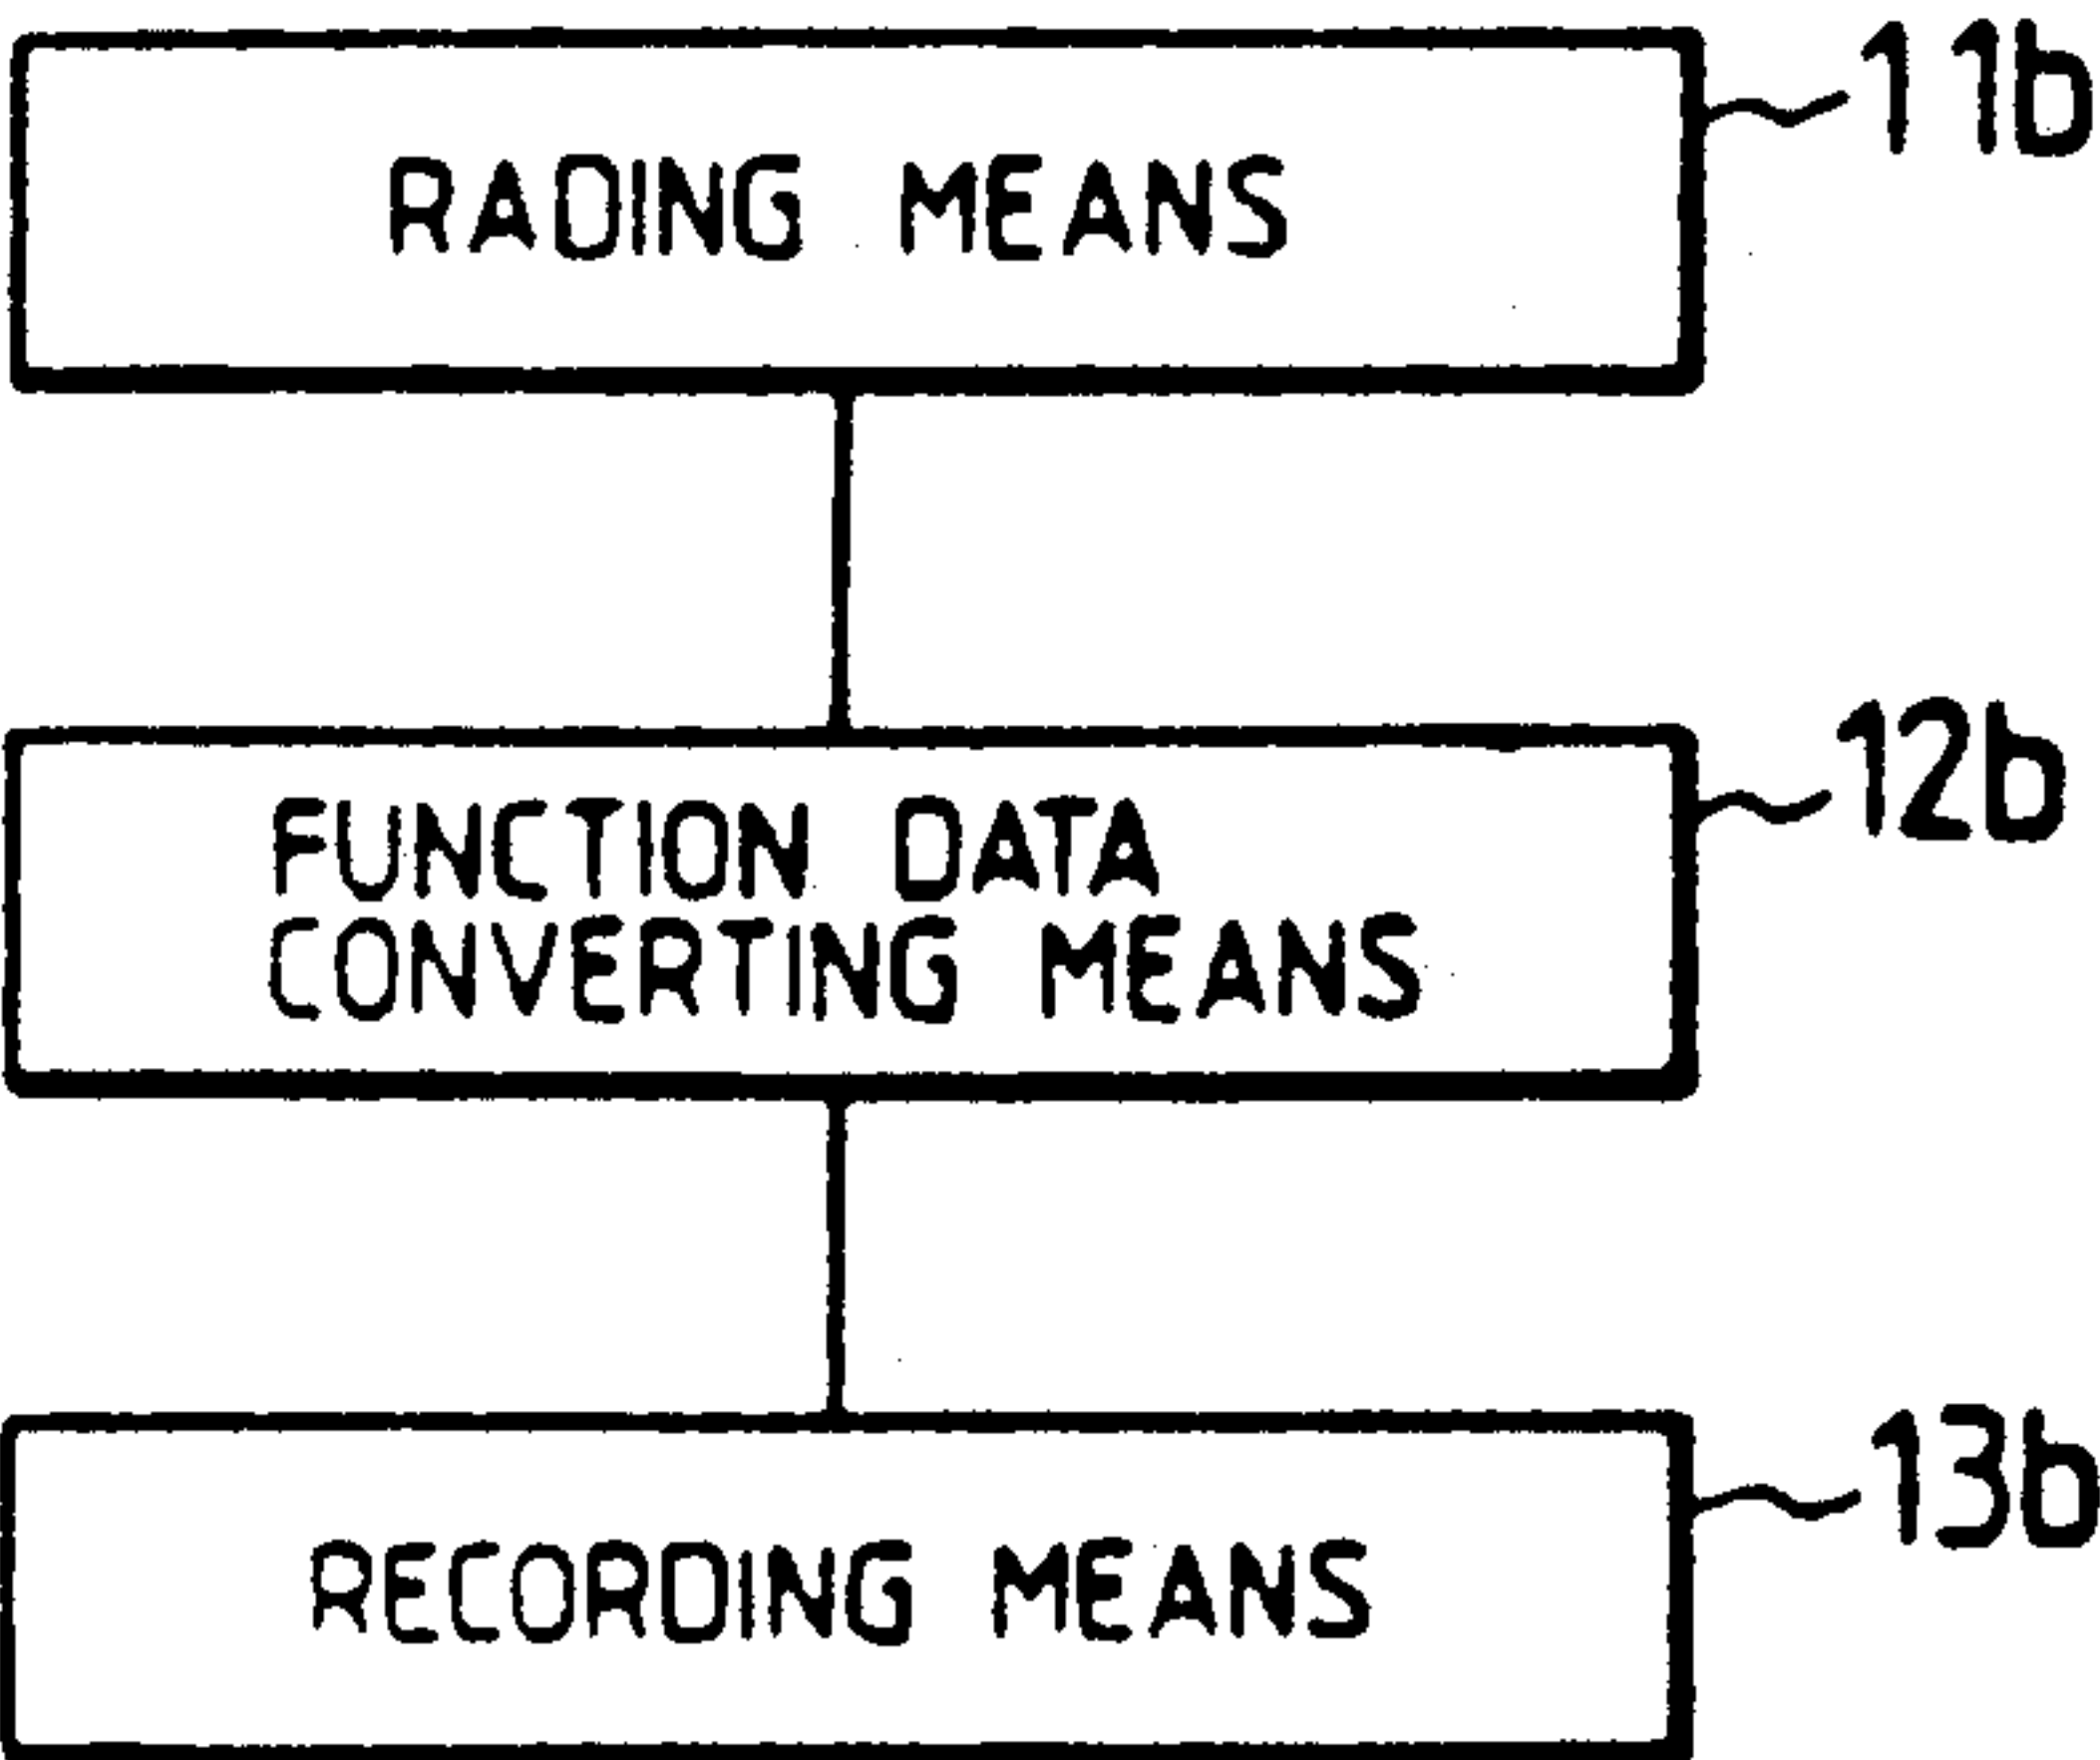 RADING MEANS
11b
FUNCTION DATA
CONVERTING MEANS
12b
RECORDING MEANS
13b